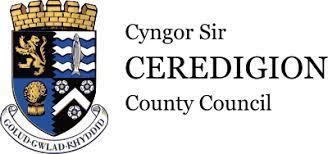 Cyngor Sir
CEREDIGION
County Council
GOLUD·GWLAD·RHYDDID